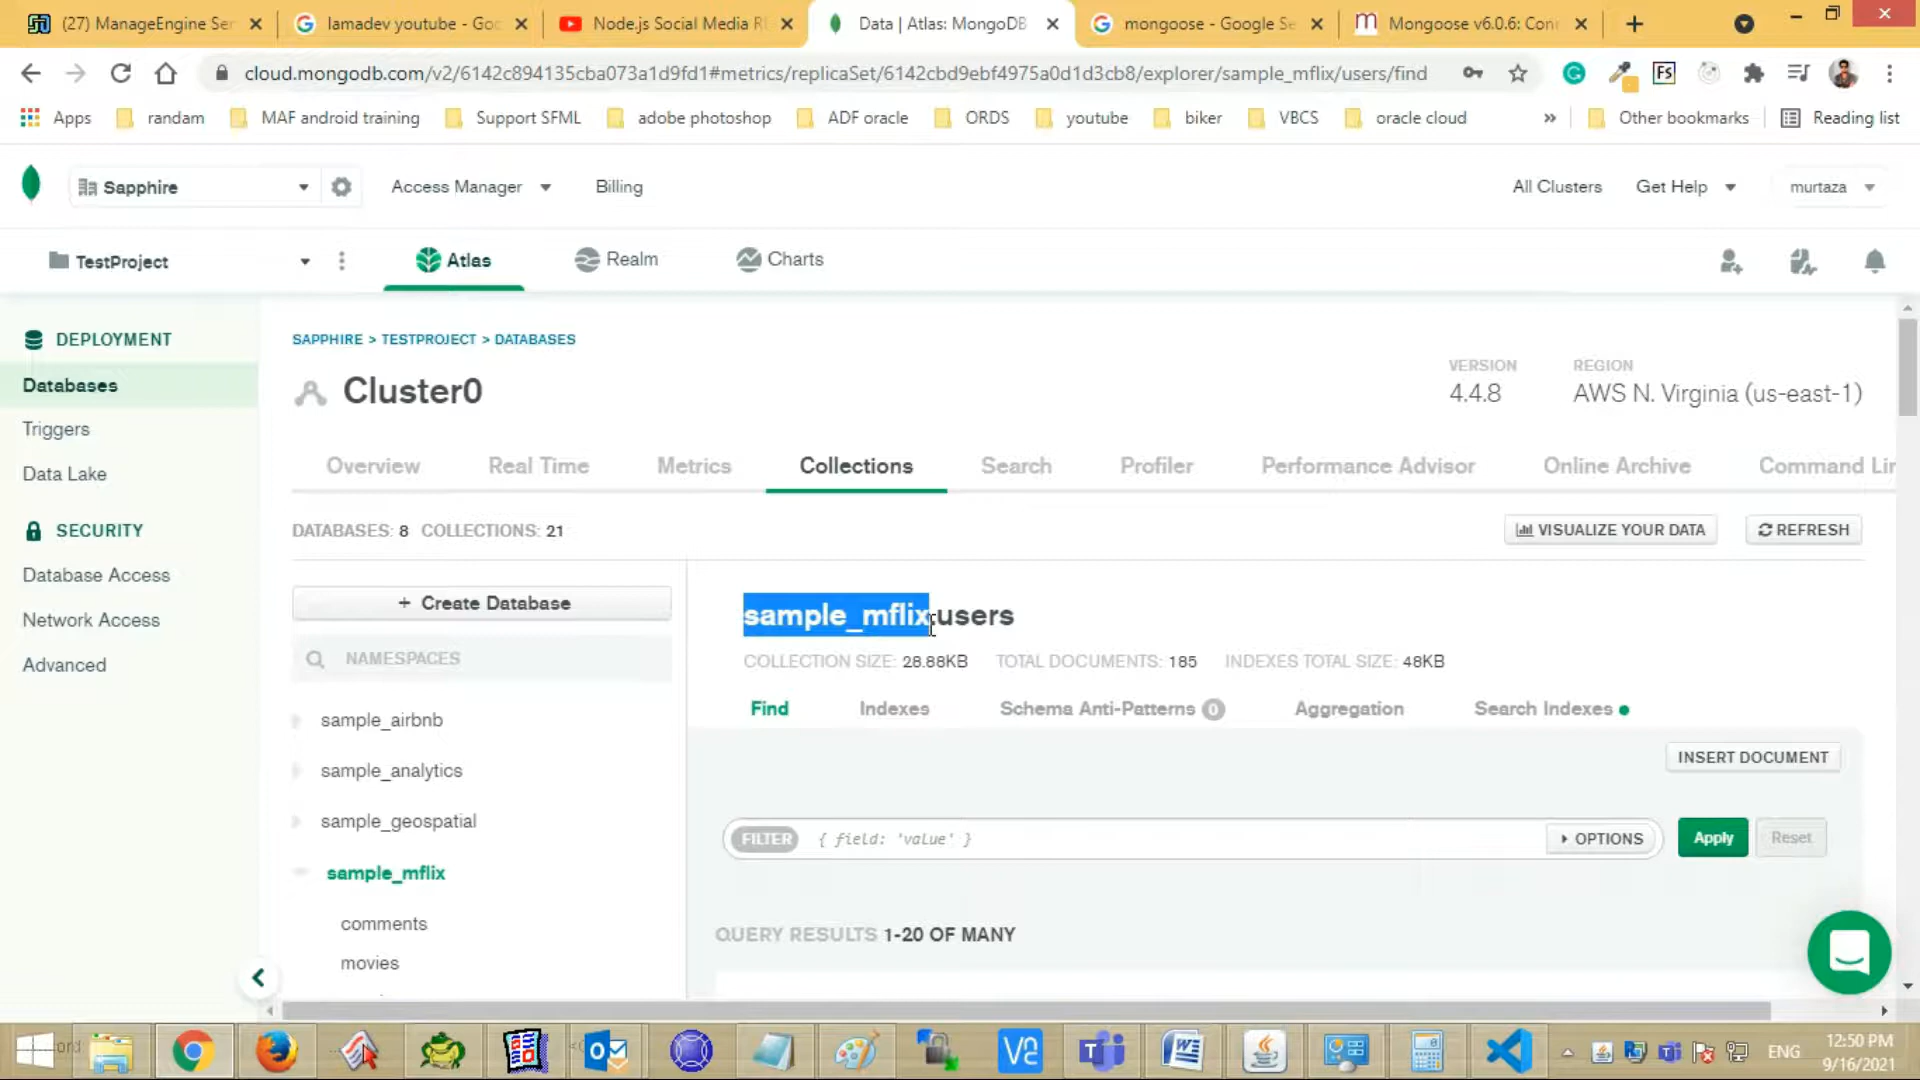 (27) ManageEngine Ser
lamadev youtube - Goo
Node.js Social Media R
Data | Atlas: MongoDB
mongoose - Google Se
Mongoose v6.0.6: Conn
cloud.mongodb.com/v2/6142c894135cba073a1d9fd1#metrics/replicaSet/6142cbd9ebf4975a0d1d3cb8/explorer/sample_mflix/users/find
Apps
randam
MAF android training
Support SFML
adobe photoshop
ADF oracle
ORDS
youtube
biker
VBCS
oracle cloud
»
Other bookmarks
Reading list
Sapphire
Access Manager
Billing
All Clusters
Get Help
murtaza
TestProject
Atlas
Realm
Charts
DEPLOYMENT
Databases
Triggers
Data Lake
SECURITY
Database Access
Network Access
Advanced
SAPPHIRE > TESTPROJECT > DATABASES
Cluster0
VERSION
4.4.8
REGION
AWS N. Virginia (us-east-1)
Overview
Real Time
Metrics
Collections
Search
Profiler
Performance Advisor
Online Archive
Command Lin
DATABASES: 8 COLLECTIONS: 21
VISUALIZE YOUR DATA
REFRESH
+ Create Database
NAMESPACES
sample_airbnb
sample_analytics
sample_geospatial
sample_mflix
comments
movies
sample_mflix.users
COLLECTION SIZE: 28.88KB TOTAL DOCUMENTS: 185 INDEXES TOTAL SIZE: 48KB
Find
Indexes
Schema Anti-Patterns 0
Aggregation
Search Indexes
INSERT DOCUMENT
FILTER { field: 'value' }
OPTIONS
Apply
Reset
QUERY RESULTS 1-20 OF MANY
ENG
12:50 PM
9/16/2021